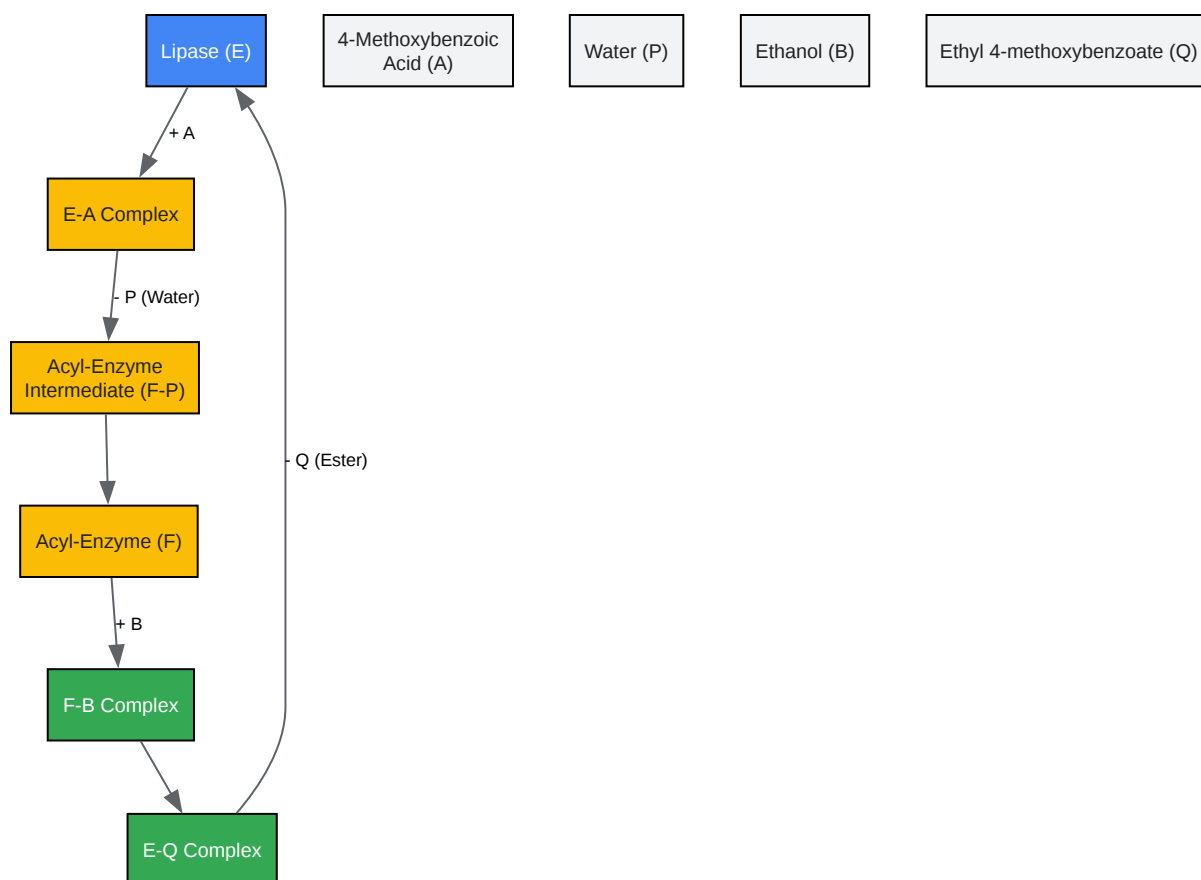 Lipase (E)
4-Methoxybenzoic
Acid (A)
Water (P)
Ethanol (B)
Ethyl 4-methoxybenzoate (Q)
+ A
E-A Complex
- P (Water)
Acyl-Enzyme
Intermediate (F-P)
- Q (Ester)
Acyl-Enzyme (F)
+ B
F-B Complex
E-Q Complex